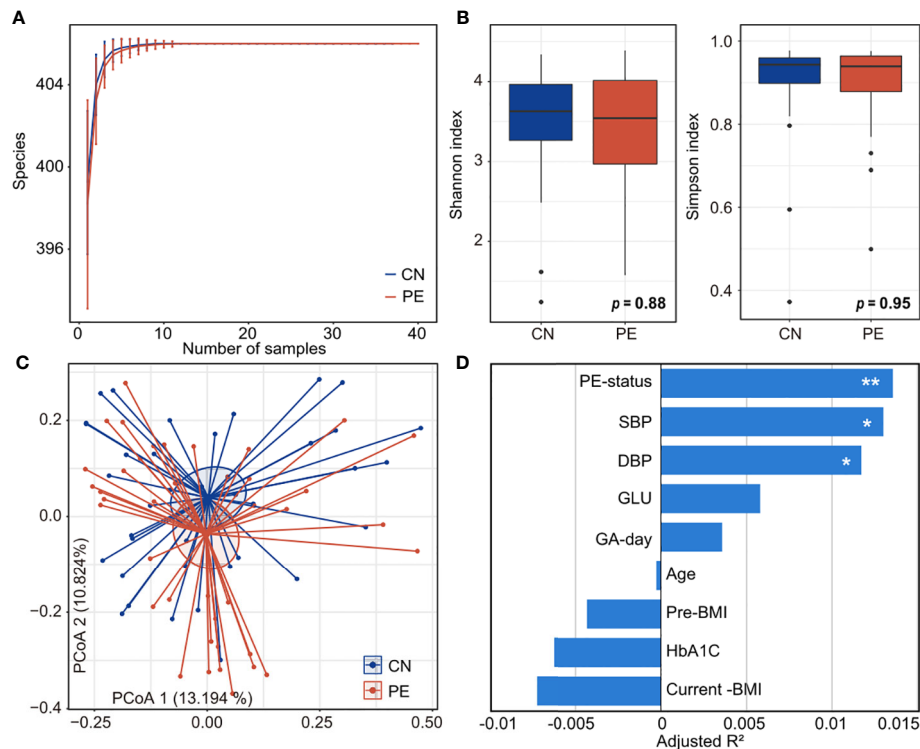 A
Species
404
400
396
0
10
20
30
40
Number of samples
CN
PE
B
Shannon index
4
3
2
p = 0.88
CN
PE
Simpson index
1.0
0.8
0.6
0.4
p = 0.95
CN
PE
C
PCoA 2 (10.824%)
0.2
0.0
−0.2
−0.4
PCoA 1 (13.194 %)
−0.25
0.00
0.25
0.50
CN
PE
D
PE-status
**
SBP
*
DBP
*
GLU
GA-day
Age
Pre-BMI
HbA1C
Current -BMI
-0.01
-0.005
0
0.005
0.01
0.015
Adjusted R²